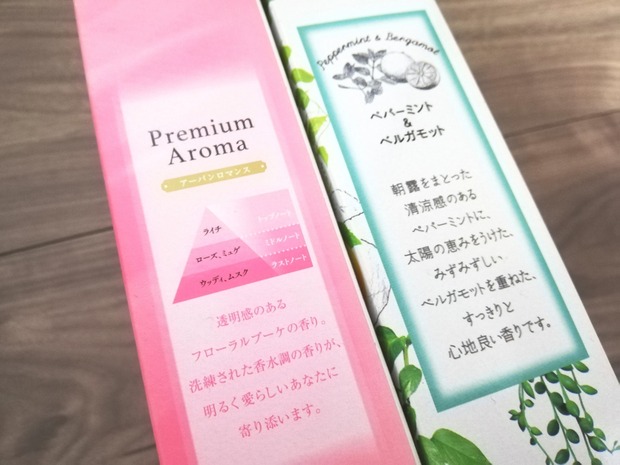 Premium
Aroma
アーバンロマンス
ライチ
トップノート
ローズ、ミュゲ
ミドルノート
ウッディ、ムスク
ラストノート
透明感のある
フローラルブーケの香り。
洗練された香水調の香りが、
明るく愛らしいあなたに
寄り添います。
Peppermint & Bergamot
ペパーミント
&
ベルガモット
朝露をまとった
清涼感のある
ペパーミントに、
太陽の恵みをうけた、
みずみずしい
ベルガモットを重ねた、
すっきりと
心地良い香りです。